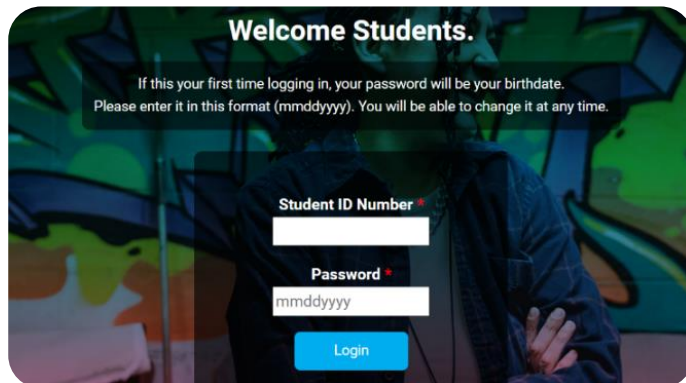 Welcome Students.
If this your first time logging in, your password will be your birthdate.
Please enter it in this format (mmddyyyy). You will be able to change it at any time.
Student ID Number *
Password *
mmddyyyy
Login